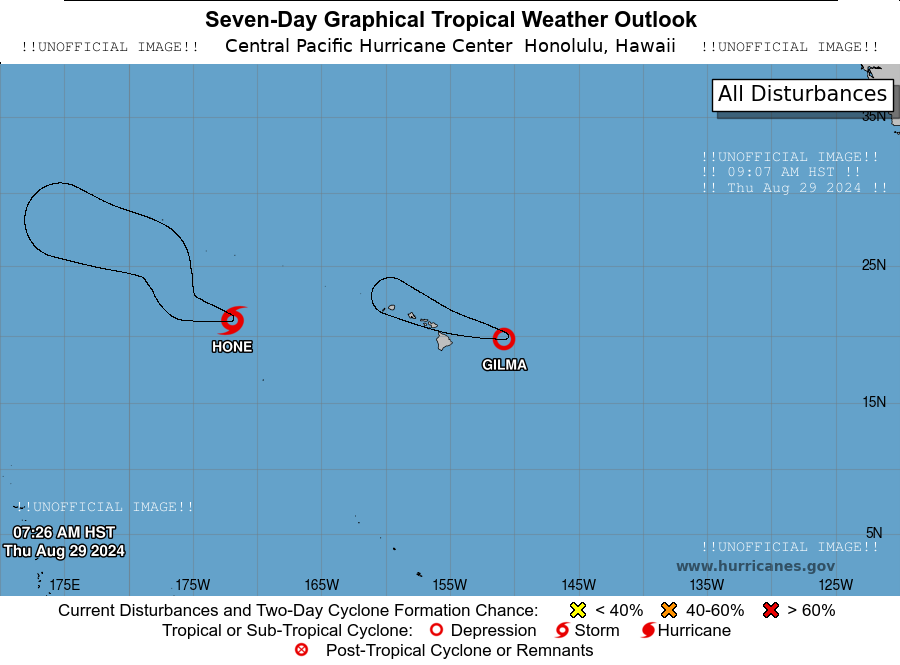 Seven-Day Graphical Tropical Weather Outlook
!!UNOFFICIAL IMAGE!! Central Pacific Hurricane Center Honolulu, Hawaii !!UNOFFICIAL IMAGE!!
All Disturbances
35N
!!UNOFFICIAL IMAGE!!
!! 09:07 AM HST !!
!! Thu Aug 29 2024 !!
25N
HONE
GILMA
15N
!!UNOFFICIAL IMAGE!!
07:26 AM HST
Thu Aug 29 2024
5N
!!UNOFFICIAL IMAGE!!
www.hurricanes.gov
175E 175W 165W 155W 145W 135W 125W
Current Disturbances and Two-Day Cyclone Formation Chance: < 40% 40-60% > 60%
Tropical or Sub-Tropical Cyclone: Depression Storm Hurricane
Post-Tropical Cyclone or Remnants